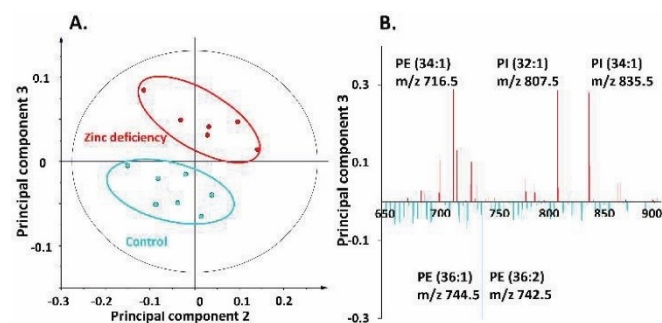 A.
Principal component 3
0.1
0
-0.1
Zinc deficiency
Control
-0.3
-0.2
-0.1
0
0.1
0.2
Principal component 2
B.
Principal component 3
0.3
0.1
-0.1
-0.3
PE (34:1)
m/z 716.5
PI (32:1)
m/z 807.5
PI (34:1)
m/z 835.5
650
700
750
800
850
900
PE (36:1)
m/z 744.5
PE (36:2)
m/z 742.5